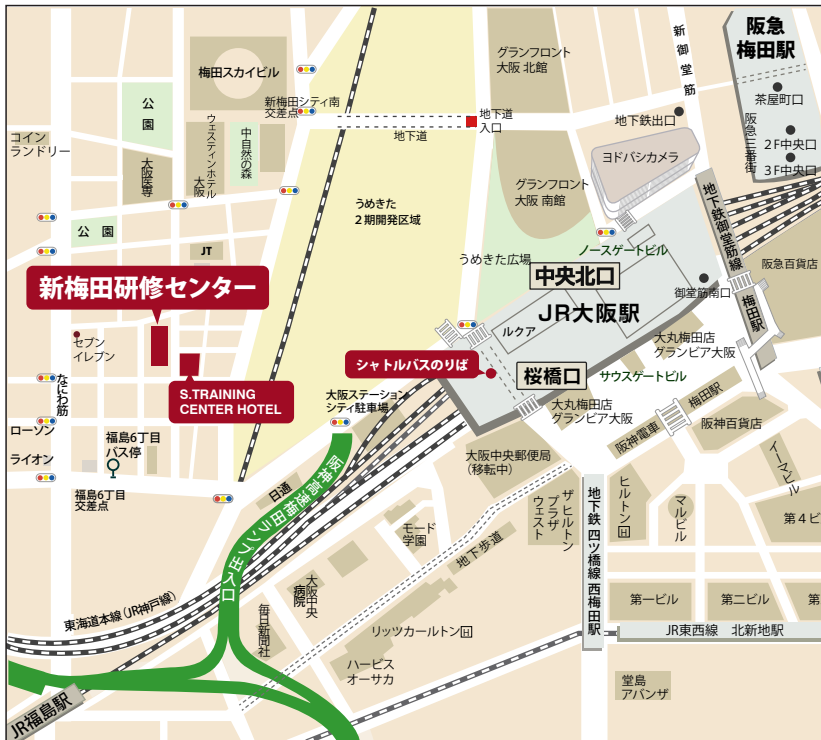 阪急
梅田駅
新御堂筋
茶屋町口
2F中央口
3F中央口
阪急三番街
グランフロント
大阪 北館
梅田スカイビル
新梅田シティ南
交差点
地下道
入口
地下道
地下鉄出口
ヨドバシカメラ
公園
コイン
ランドリー
大阪医専
ウェスティンホテル
大阪
中自然の森
グランフロント
大阪 南館
うめきた
2期開発区域
地下鉄御堂筋線
梅田駅
公園
JT
うめきた広場
ノースゲートビル
阪急百貨店
中央北口
御堂筋南口
新梅田研修センター
JR大阪駅
ルクア
セブン
イレブン
大丸梅田店
グランビア大阪
シャトルバスのりば
桜橋口
サウスゲートビル
S.TRAINING
CENTER HOTEL
なにわ筋
大阪ステーション
シティ駐車場
大丸梅田店
グランビア大阪
梅田駅
阪神電車
阪神百貨店
ローソン
ライオン
福島6丁目
バス停
福島6丁目
交差点
日通
阪神高速梅田ランプ出入口
大阪中央郵便局
(移転中)
イーマビル
ヒルトンH
マルビル
第4ビ
ザヒルトン
プラザ
ウェスト
地下鉄 四ツ橋線 西梅田駅
モード
学園
地下歩道
大阪中央
病院
東海道本線(JR神戸線)
毎日新聞社
リッツカールトンH
第一ビル
第二ビル
第
JR東西線 北新地駅
ハービス
オーサカ
堂島
アバンザ
JR福島駅